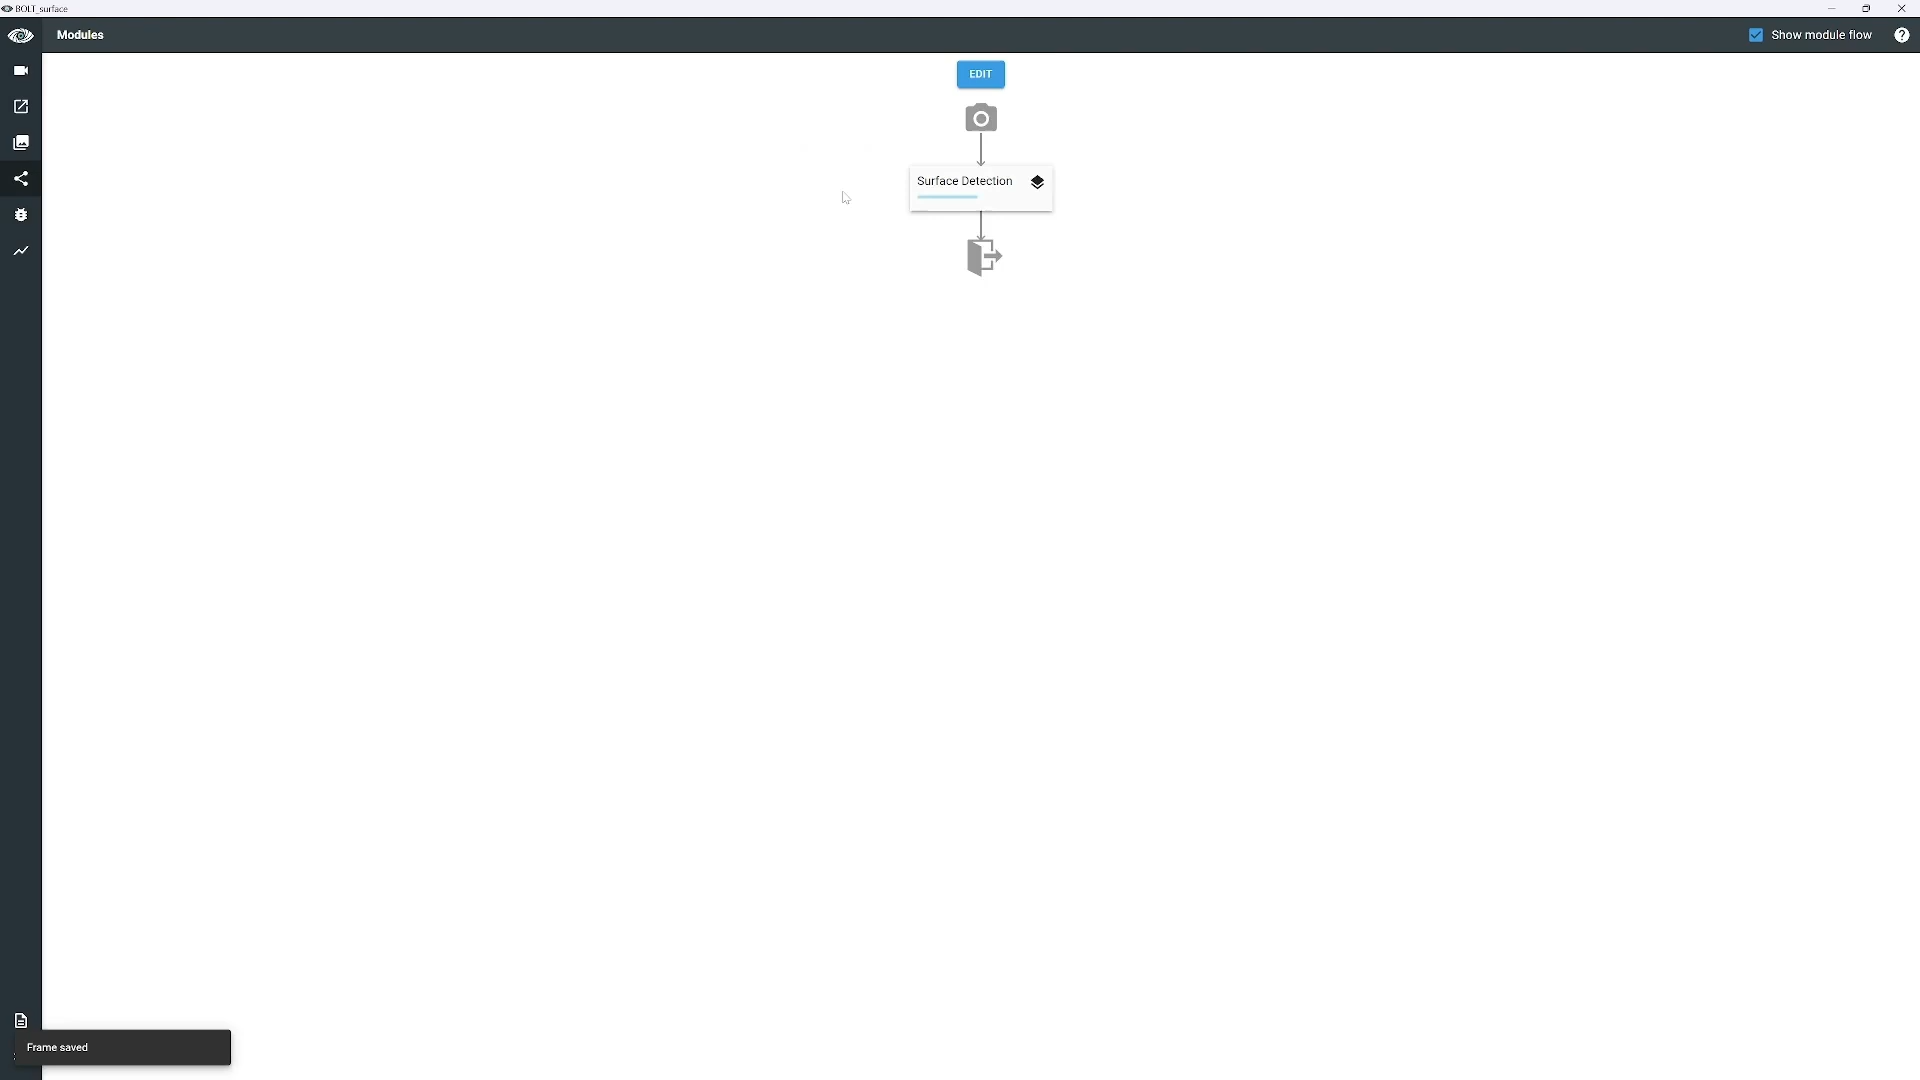 BOLT_surface
Modules
Show module flow
EDIT
Surface Detection
Frame saved